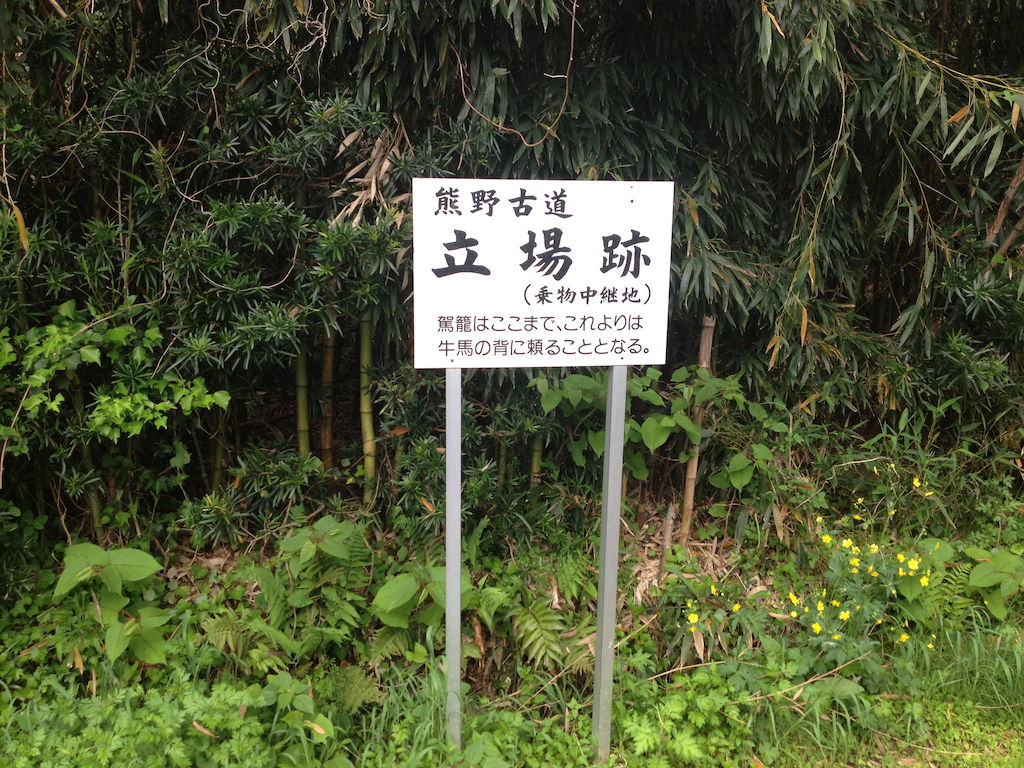 熊野古道
立場跡
(乗物中継地)
駕籠はここまで、これよりは
牛馬の背に頼ることとなる。